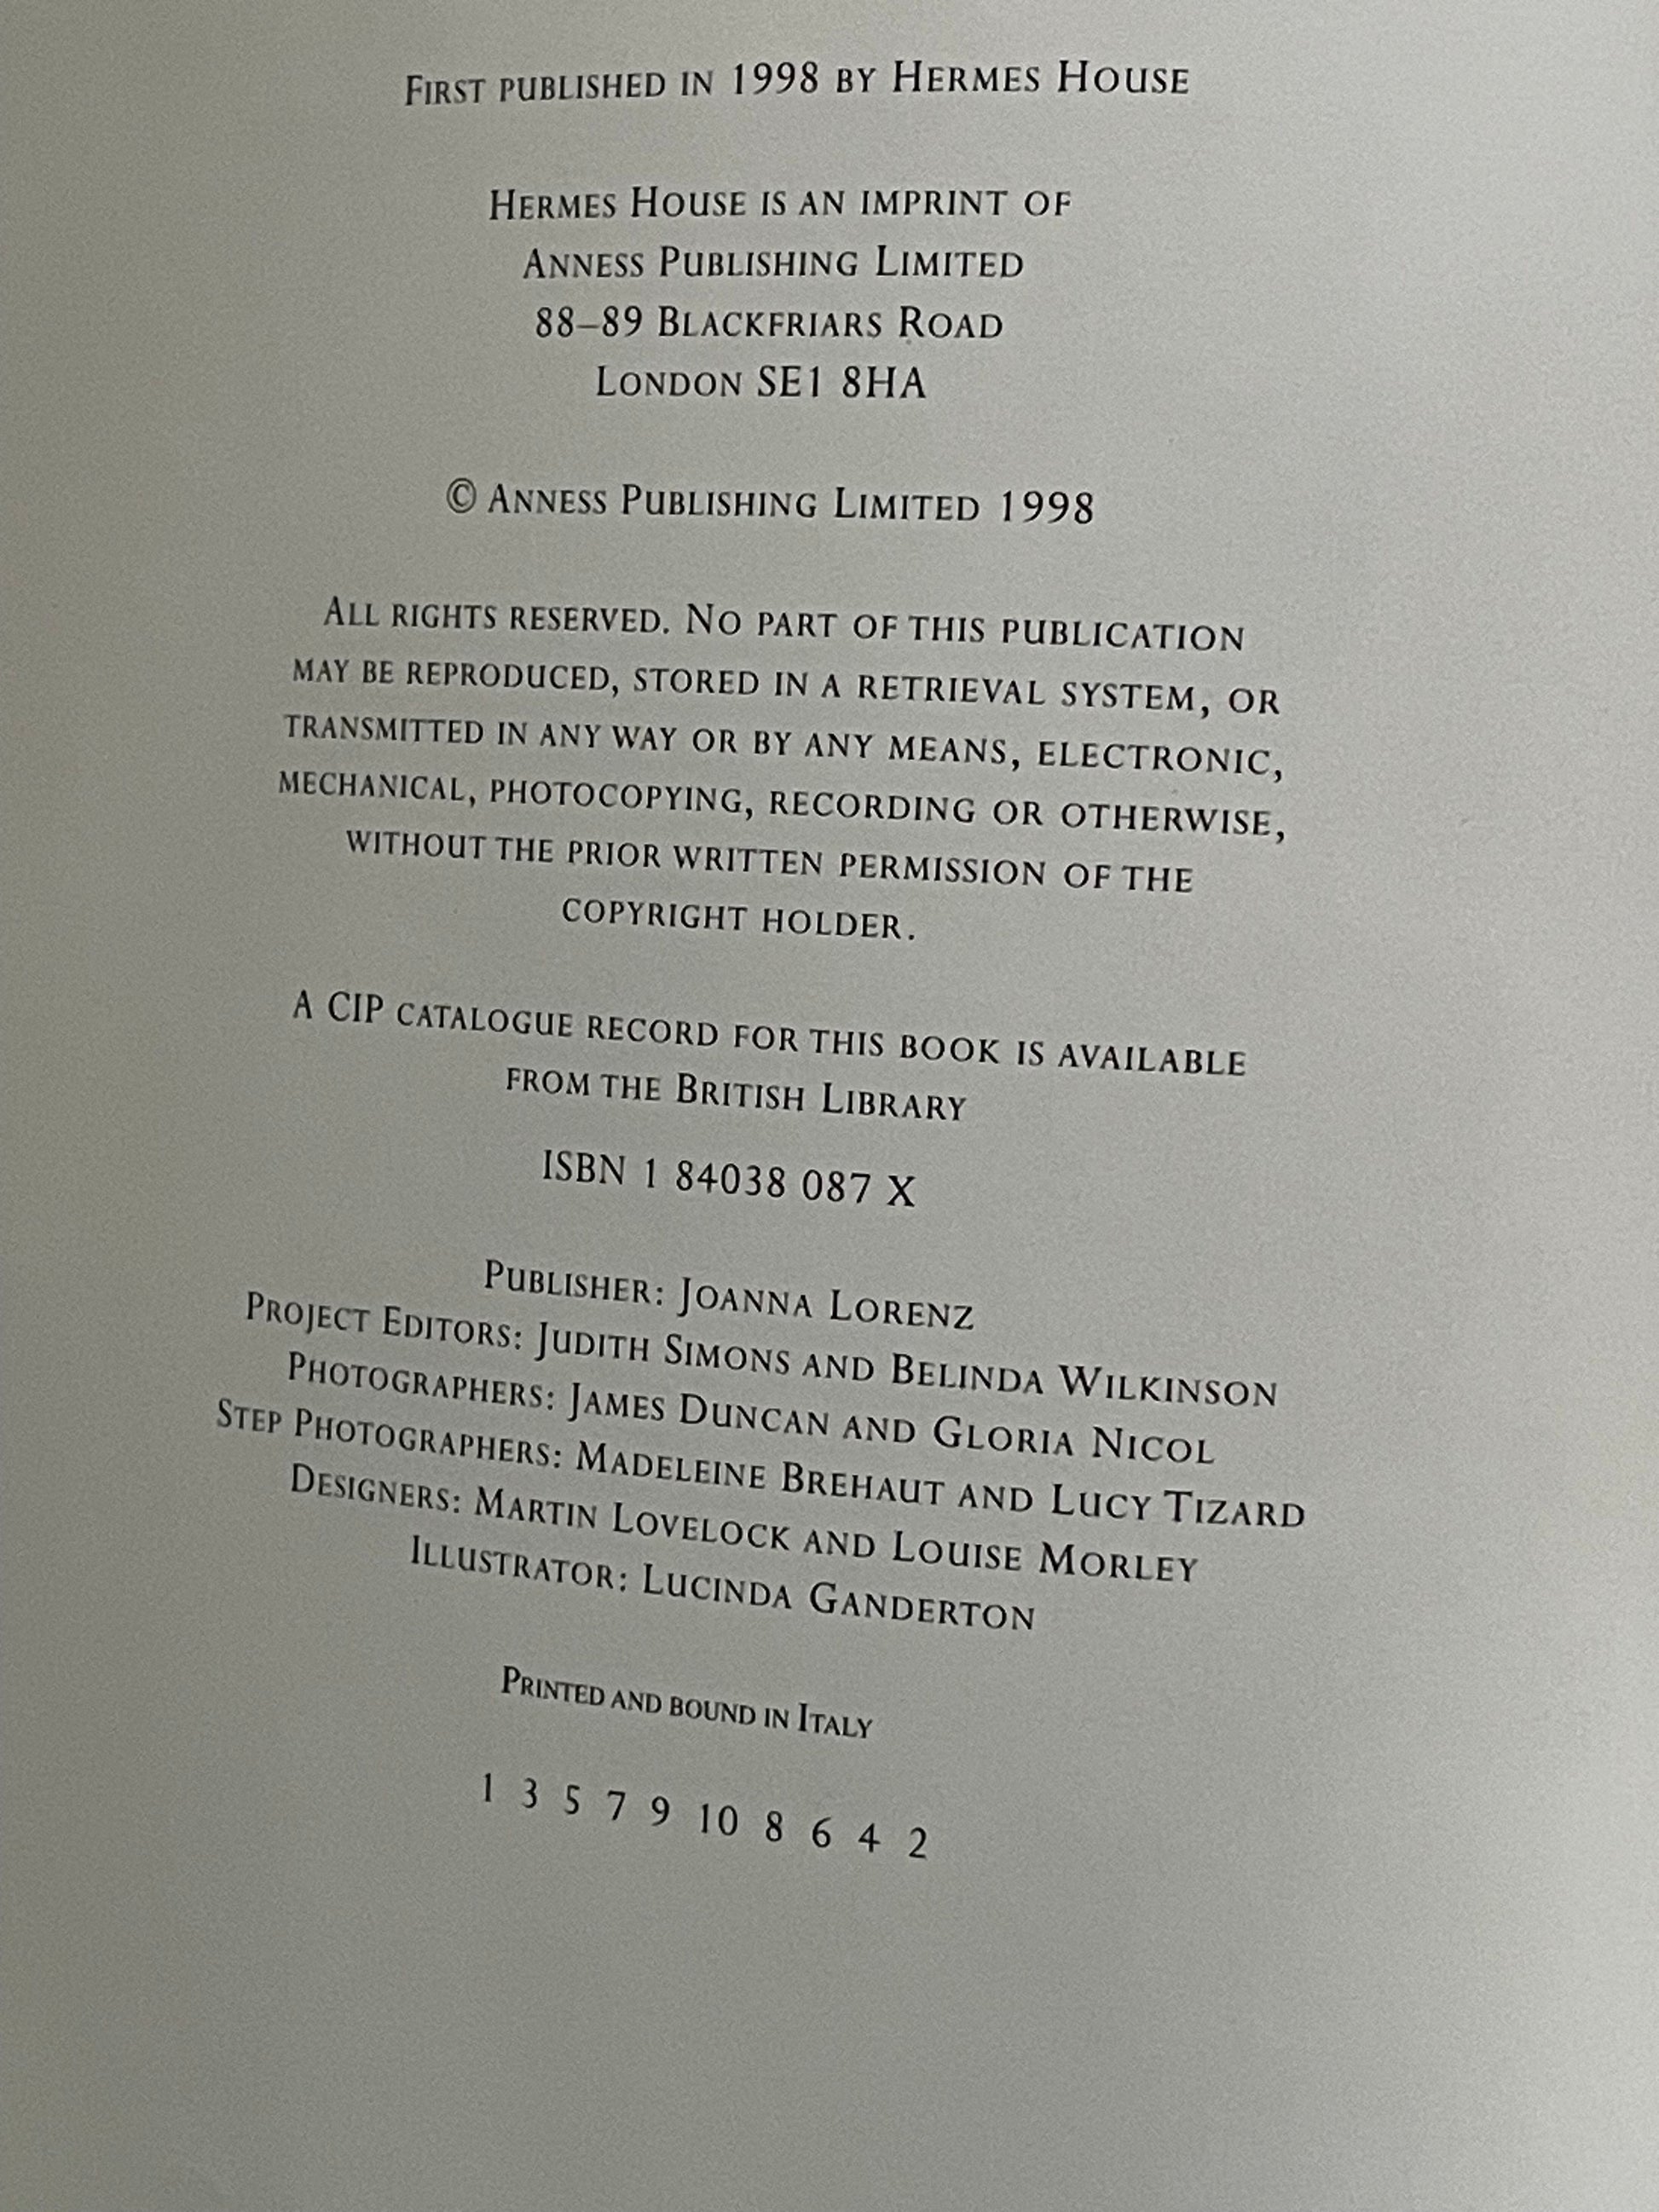 First published in 1998 by Hermes House
Hermes House is an imprint of
Anness Publishing Limited
88–89 Blackfriars Road
London SE1 8HA
© Anness Publishing Limited 1998
All rights reserved. No part of this publication
may be reproduced, stored in a retrieval system, or
transmitted in any way or by any means, electronic,
mechanical, photocopying, recording or otherwise,
without the prior written permission of the
copyright holder.
A CIP catalogue record for this book is available
from the British Library
ISBN 1 84038 087 X
Publisher: Joanna Lorenz
Project Editors: Judith Simons and Belinda Wilkinson
Photographers: James Duncan and Gloria Nicol
Step Photographers: Madeleine Brehaut and Lucy Tizard
Designers: Martin Lovelock and Louise Morley
Illustrator: Lucinda Ganderton
Printed and bound in Italy
1 3 5 7 9 10 8 6 4 2